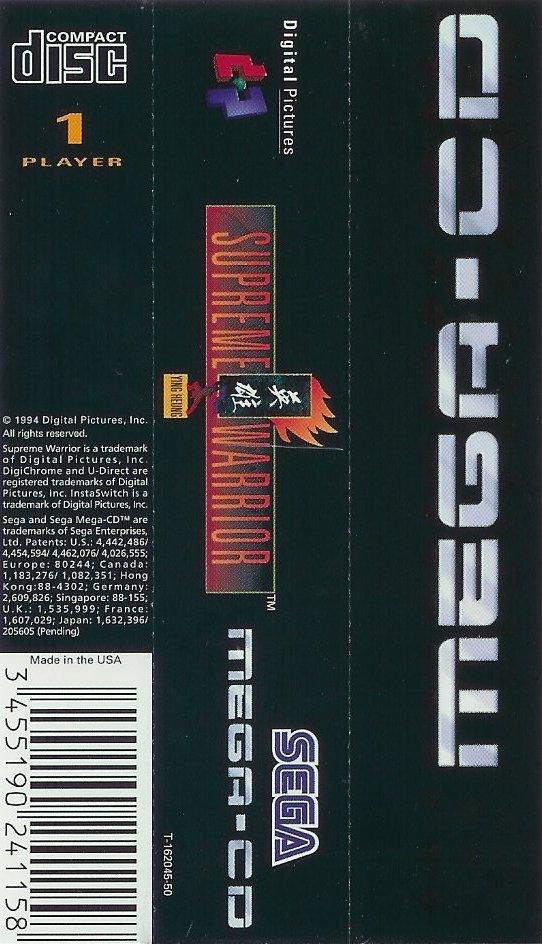 COMPACT
disc
1
PLAYER
© 1994 Digital Pictures, Inc.
All rights reserved.
Supreme Warrior is a trademark
of Digital Pictures, Inc.
DigiChrome and U-Direct are
registered trademarks of Digital
Pictures, Inc. InstaSwitch is a
trademark of Digital Pictures, Inc.
Sega and Sega Mega-CD™ are
trademarks of Sega Enterprises,
Ltd. Patents: U.S.: 4,442,486/
4,454,594/ 4,462,076/ 4,026,555;
Europe: 80244; Canada:
1,183,276/ 1,082,351; Hong
Kong:88-4302; Germany:
2,609,826; Singapore: 88-155;
U.K.: 1,535,999; France:
1,607,029; Japan: 1,632,396/
205605 (Pending)
Made in the USA
3 455190 241158
Digital Pictures
SUPREME WARRIOR™
英雄
YING HEUNG
MEGA-CD
SEGA
T-162045-50
MEGA-CD